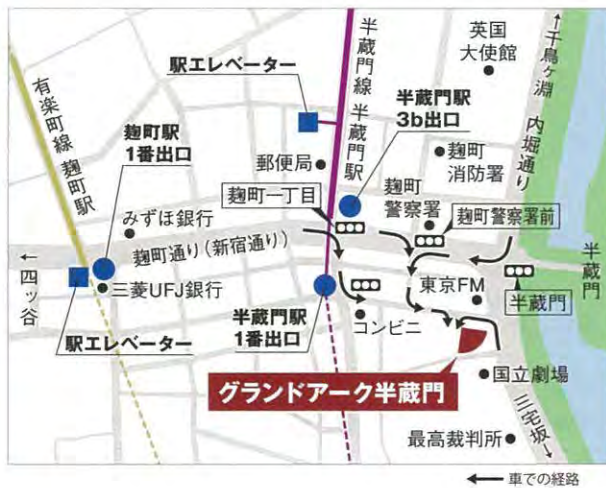 英国
大使館
←千鳥ヶ淵
内堀通り
半蔵門線 半蔵門駅
駅エレベーター
半蔵門駅
3b出口
有楽町線 麹町駅
麹町駅
1番出口
郵便局
麹町
消防署
麹町一丁目
麹町
警察署
麹町警察署前
みずほ銀行
麹町通り(新宿通り)
←四ッ谷
三菱UFJ銀行
東京FM
半蔵門
半蔵門
駅エレベーター
半蔵門駅
1番出口
コンビニ
グランドアーク半蔵門
国立劇場
三宅坂→
最高裁判所
← 車での経路